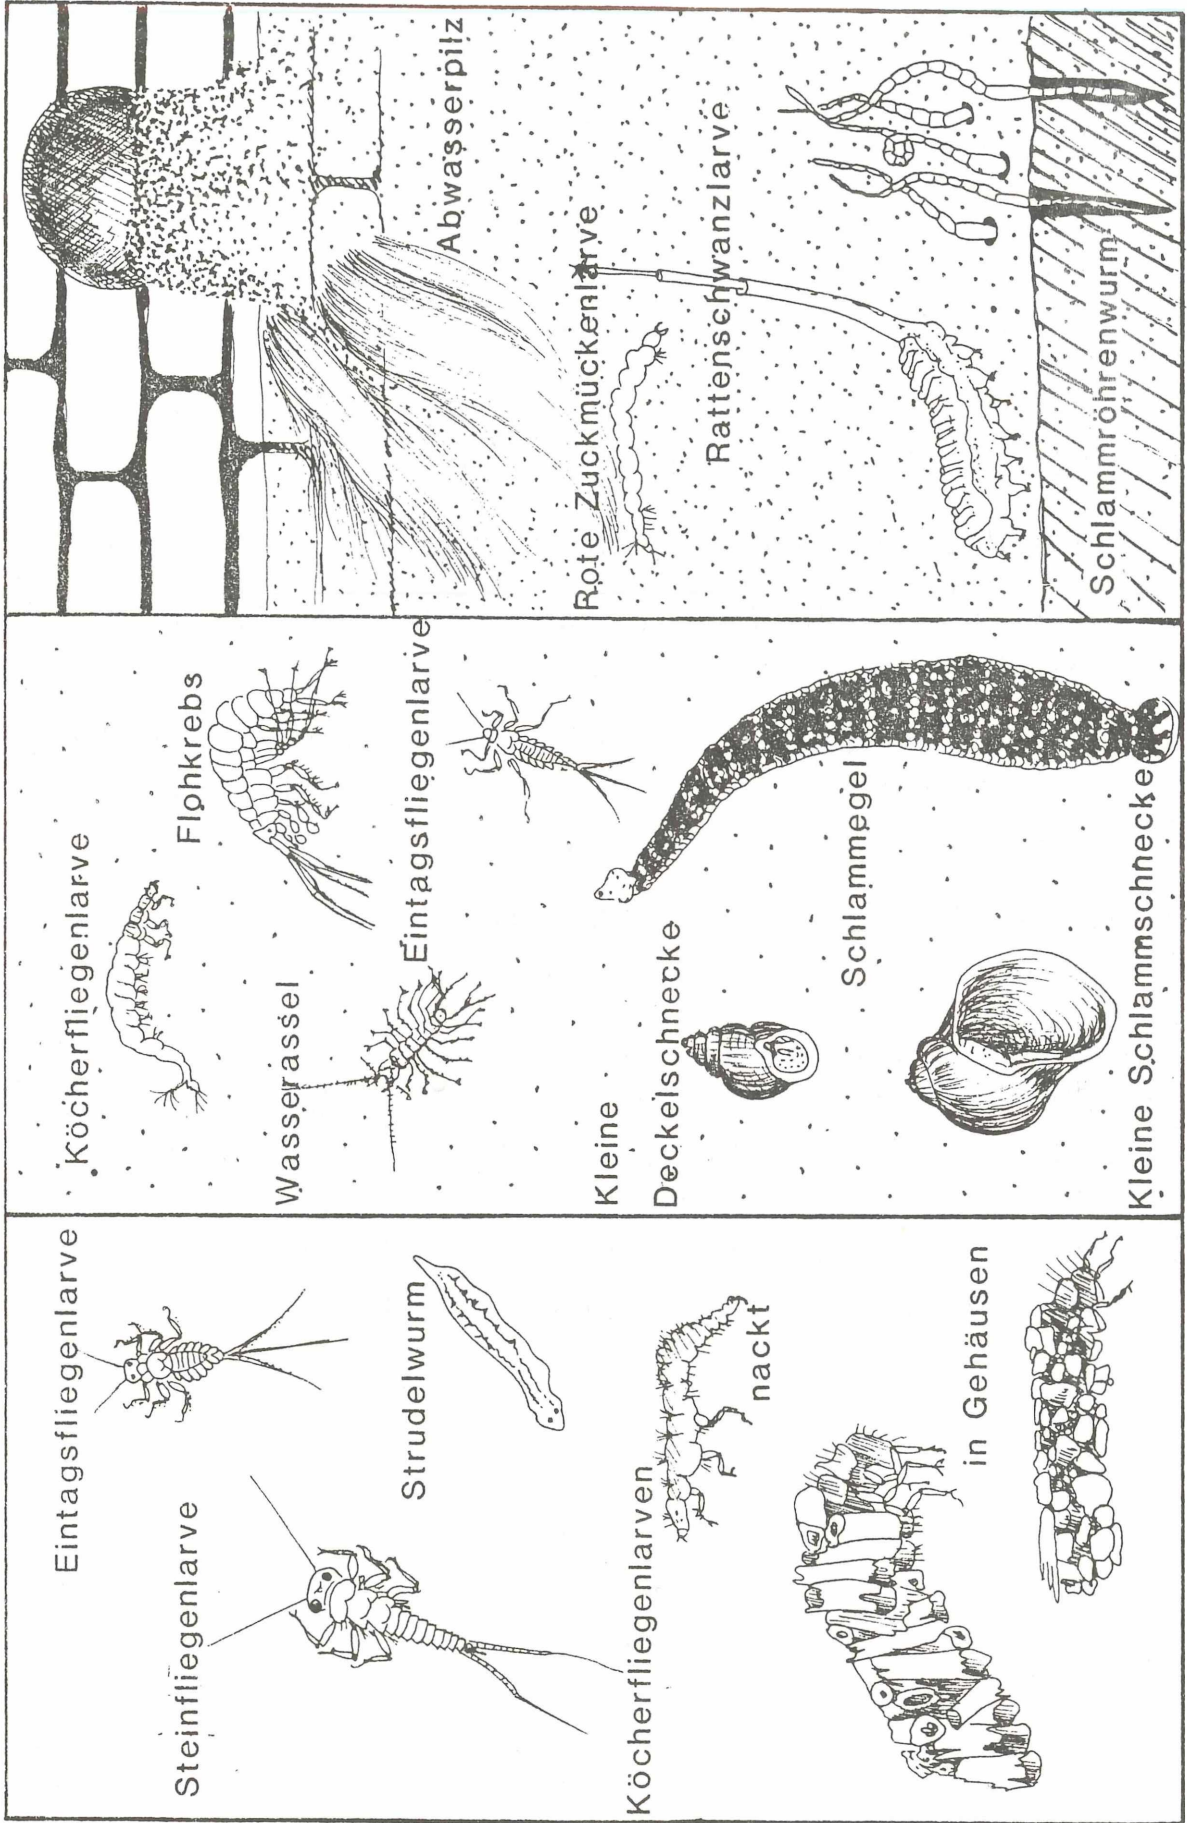 Eintagsfliegenlarve
Steinfliegenlarve
Strudelwurm
Köcherfliegenlarven
nackt
in Gehäusen
Köcherfliegenlarve
Flohkrebs
Wasserassel
Eintagsfliegenlarve
Kleine
Deckelschnecke
Schlammegel
Kleine Schlammschnecke
Abwasserpilz
Rote Zuckmückenlarve
Rattenschwanzlarve
Schlammröhrenwurm